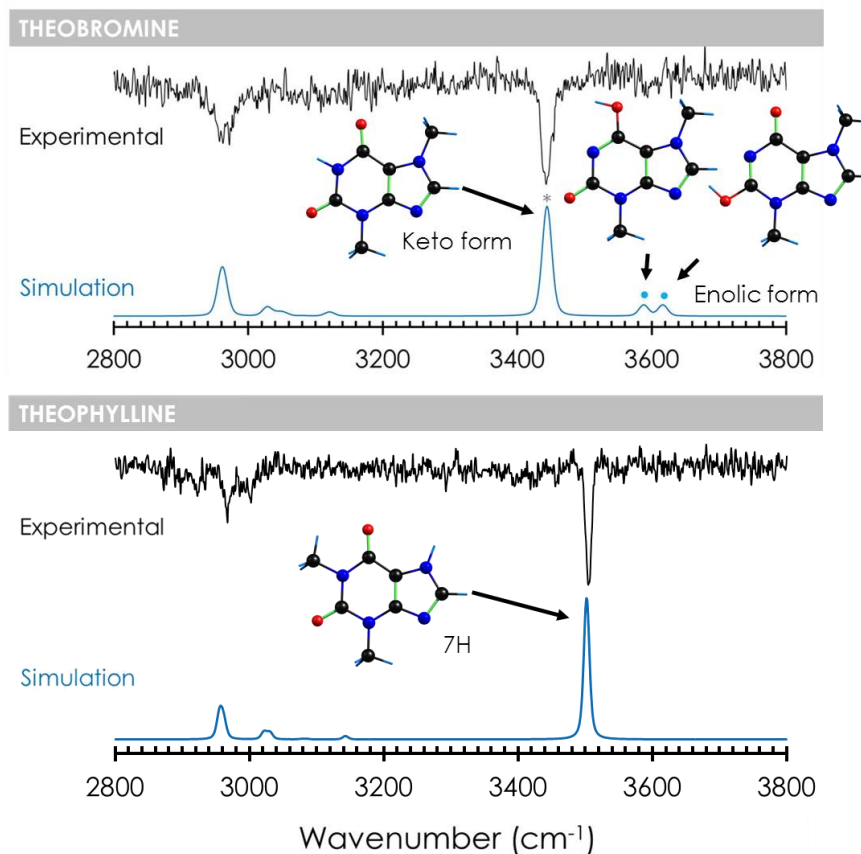 THEOBROMINE
Experimental
*
Keto form
Simulation
Enolic form
2800 3000 3200 3400 3600 3800
THEOPHYLLINE
Experimental
7H
Simulation
2800 3000 3200 3400 3600 3800
Wavenumber (cm⁻¹)